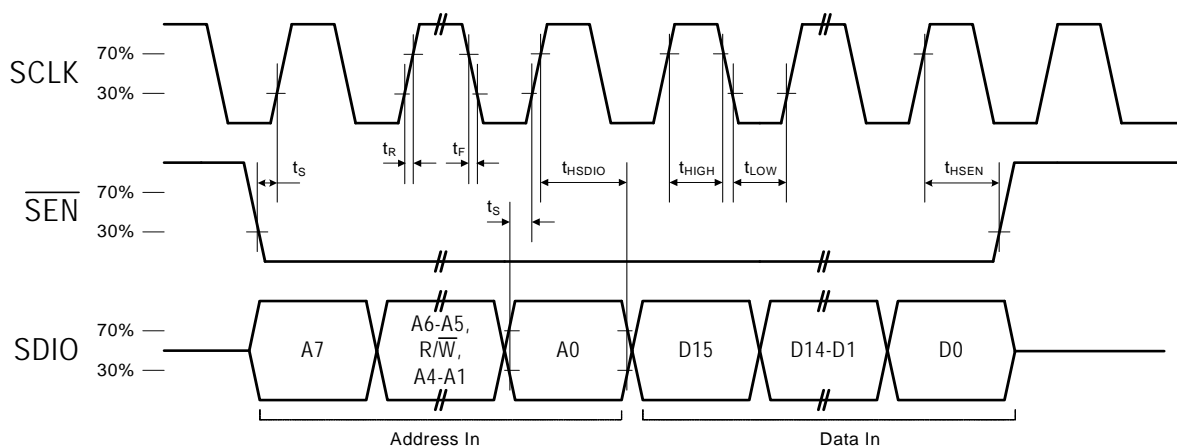 SCLK
70%
30%
tS
tR
tF
tHSDIO
tHIGH
tLOW
tHSEN
SEN
70%
30%
tS
SDIO
70%
30%
A7
A6-A5,
R/W,
A4-A1
A0
D15
D14-D1
D0
Address In
Data In